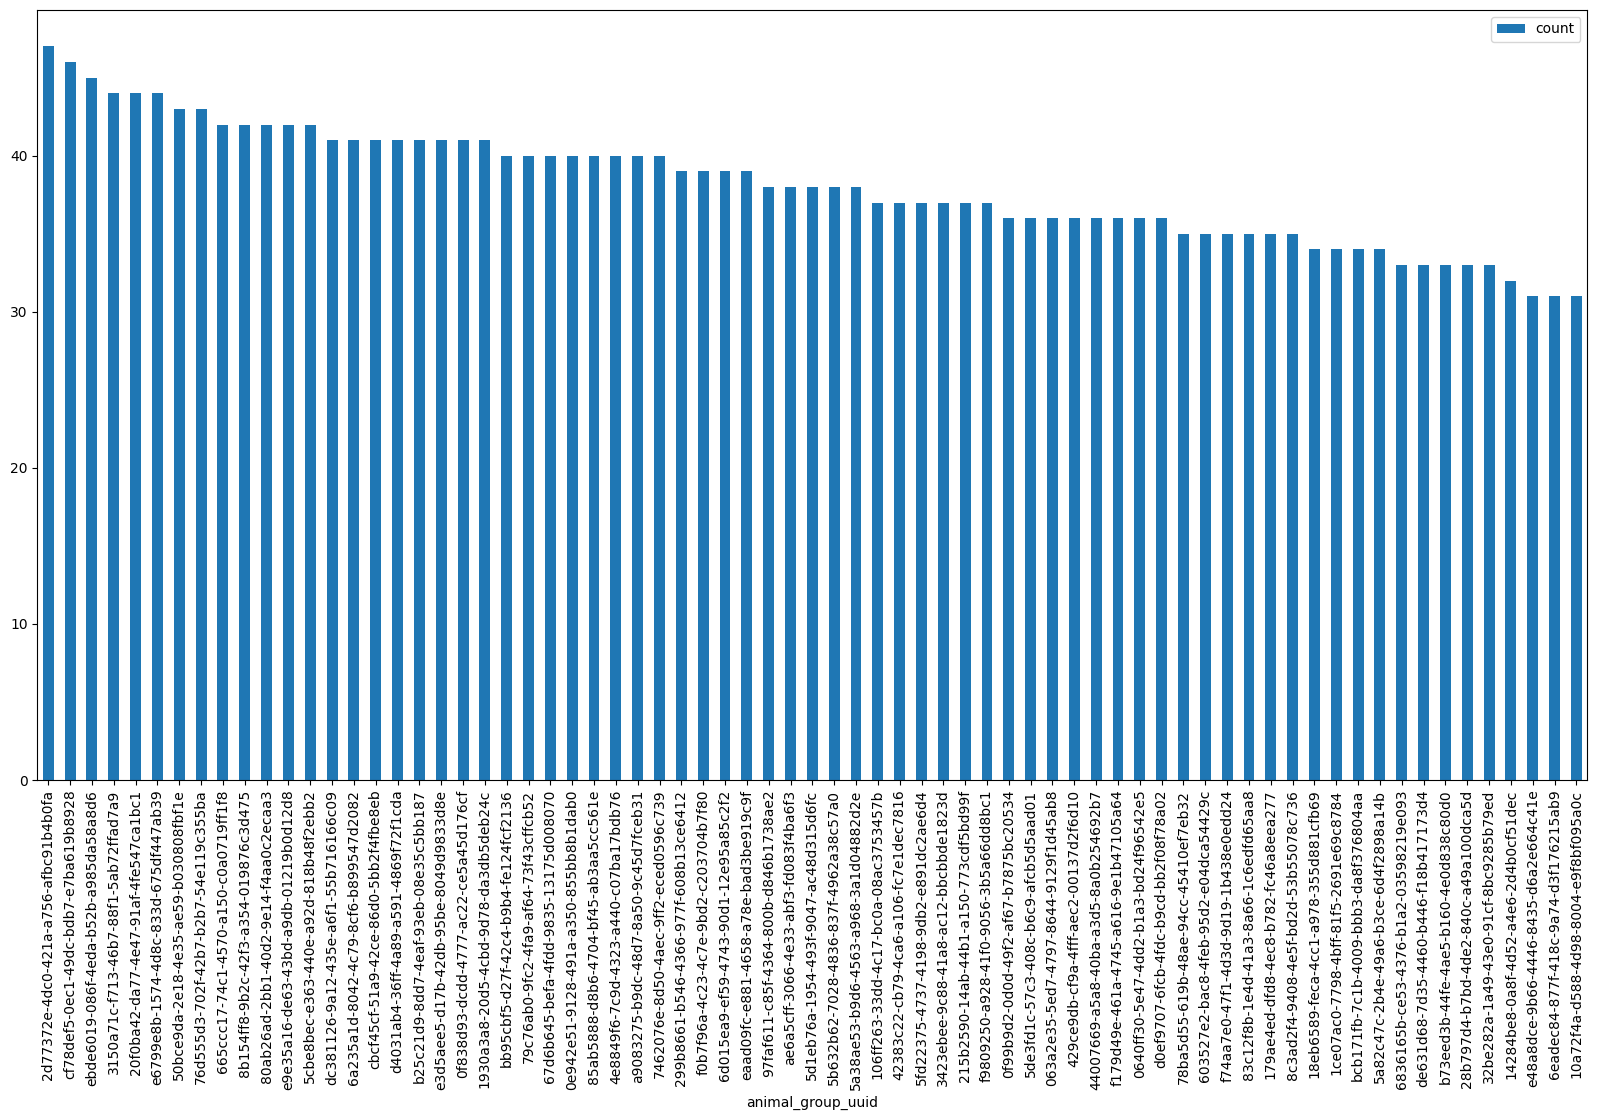 count
40
30
20
10
0
2d77372e-4dc0-421a-a756-afbc91b4b0fa
cf78def5-0ec1-49dc-bdb7-e7ba619b8928
ebde6019-086f-4eda-b52b-a985da58a8d6
3150a71c-f713-46b7-88f1-5ab72ffad7a9
20f0ba42-da77-4e47-91af-4fe547ca1bc1
e6799e8b-1574-4d8c-833d-675df447ab39
50bce9da-2e18-4e35-ae59-b030808fbf1e
76d555d3-702f-42b7-b2b7-54e119c355ba
665ccc17-74c1-4570-a150-c0a0719ff1f8
8b154ff8-9b2c-42f3-a354-019876c3d475
80ab26ad-2bb1-40d2-9e14-f4aa0c2ecaa3
e9e35a16-de63-43bd-a9db-01219b0d12d8
5cbe8bec-e363-440e-a92d-818b48f2ebb2
dc381126-9a12-435e-a6f1-55b716166c09
6a235a1d-8042-4c79-8cf6-b899547d2082
cbcf45cf-51a9-42ce-86d0-5bb2f4fbe8eb
d4031ab4-36ff-4a89-a591-4869f72f1cda
b25c21d9-8dd7-4eaf-93eb-08e35c5bb187
e3d5aee5-d17b-42db-95be-8049d9833d8e
0f838d93-dcdd-4777-ac22-ce5a45d176cf
1930a3a8-20d5-4cbd-9d78-da3db5deb24c
bb95cbf5-d27f-42c4-b9b4-fe124fcf2136
79c76ab0-9fc2-4fa9-af64-73f43cffcb52
67d6b645-befa-4fdd-9835-13175d008070
0e942e51-9128-491a-a350-855bb8b1dab0
85ab5888-d8b6-4704-bf45-ab3aa5cc561e
4e8849f6-7c9d-4323-a440-c07ba17bdb76
a9083275-b9dc-48d7-8a50-9c45d7fceb31
7462076e-8d50-4aec-9ff2-eced0596c739
299b8661-b546-4366-977f-608b13ce6412
f0b7f96a-4c23-4c7e-9bd2-c203704b7f80
6d015ea9-ef59-4743-90d1-12e95a85c2f2
eaad09fc-e881-4658-a78e-bad3be919c9f
97faf611-c85f-4364-800b-d846b1738ae2
ae6a5cff-3066-4e33-abf3-fd083f4ba6f3
5d1eb76a-1954-493f-9047-ac48d315d6fc
5b632b62-7028-4836-837f-4962a38c57a0
5a38ae53-b9d6-4563-a968-3a1d04882d2e
106ff263-33dd-4c17-bc0a-08ac3753457b
42383c22-cb79-4ca6-a106-fc7e1dec7816
5fd22375-4737-4198-9db2-e891dc2ae6d4
3423ebee-9c88-41a8-ac12-bbcbbde1823d
215b2590-14ab-44b1-a150-773cdf5bd99f
f9809250-a928-41f0-9056-3b5a66dd8bc1
0f99b9d2-0d0d-49f2-af67-b7875bc20534
5de3fd1c-57c3-408c-b6c9-afcb5d5aad01
063a2e35-5ed7-4797-8644-9129f1d45ab8
429ce9db-cf9a-4fff-aec2-00137d2f6d10
44007669-a5a8-40ba-a3d5-8a0b254692b7
f179d49e-461a-4745-a616-9e1b47105a64
0640ff30-5e47-4dd2-b1a3-bd24f96542e5
d0ef9707-6fcb-4fdc-b9cd-bb2f08f78a02
78ba5d55-619b-48ae-94cc-45410ef7eb32
603527e2-bac8-4feb-95d2-e04dca54429c
f74aa7e0-47f1-4d3d-9d19-1b438e0edd24
83c12f8b-1e4d-41a3-8a66-1c6edfd65aa8
179ae4ed-dfd8-4ec8-b782-fc46a8eea277
8c3ad2f4-9408-4e5f-bd2d-53b55078c736
18eb6589-feca-4cc1-a978-355d881cfb69
1ce07ac0-7798-4bff-81f5-2691e69c8784
bcb171fb-7c1b-4009-bbb3-da8f376804aa
5a82c47c-2b4e-49a6-b3ce-6d4f2898a14b
6836165b-ce53-4376-b1a2-03598219e093
de631d68-7d35-4460-b446-f18b417173d4
b73eed3b-44fe-4ae5-b160-4e0d838c80d0
28b797d4-b7bd-4de2-840c-a49a100dca5d
32be282a-1a49-43e0-91cf-8bc9285b79ed
14284be8-0a8f-4d52-a4e6-2d4b0cf51dec
e48a8dce-9b66-4446-8435-d6a2e664c41e
6eadec84-877f-418c-9a74-d3f176215ab9
10a72f4a-d588-4d98-8004-e9f8bf095a0c
animal_group_uuid